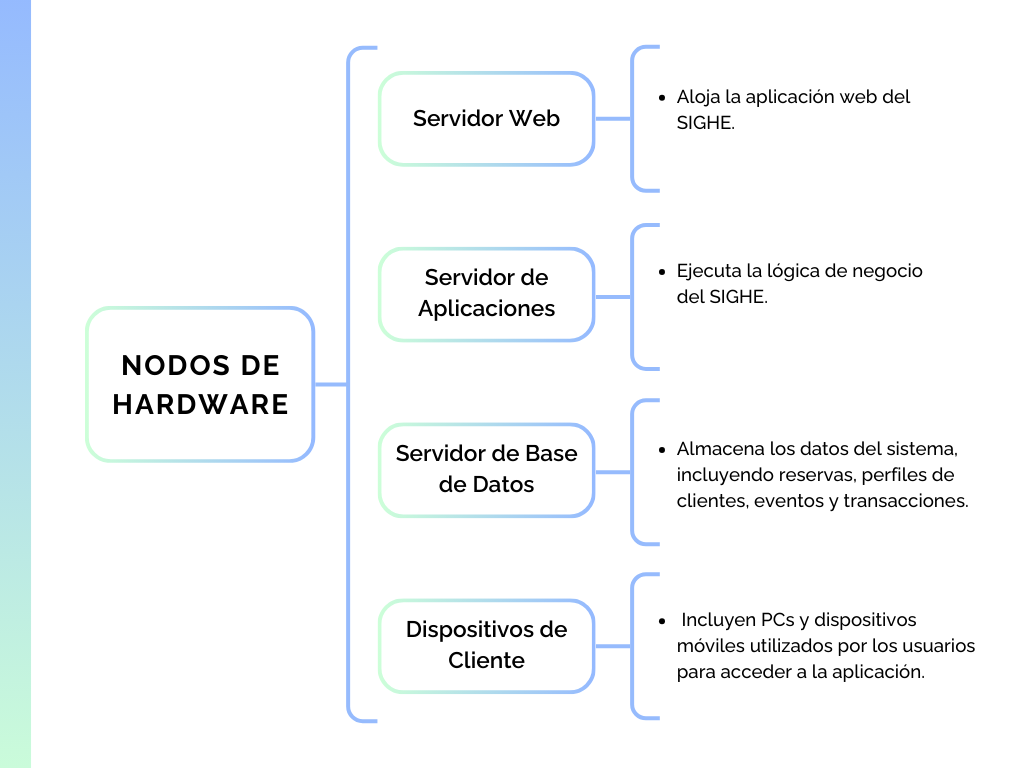 NODOS DE
HARDWARE
Servidor Web
• Aloja la aplicación web del
SIGHE.
Servidor de
Aplicaciones
• Ejecuta la lógica de negocio
del SIGHE.
Servidor de Base
de Datos
• Almacena los datos del sistema,
incluyendo reservas, perfiles de
clientes, eventos y transacciones.
Dispositivos de
Cliente
• Incluyen PCs y dispositivos
móviles utilizados por los usuarios
para acceder a la aplicación.